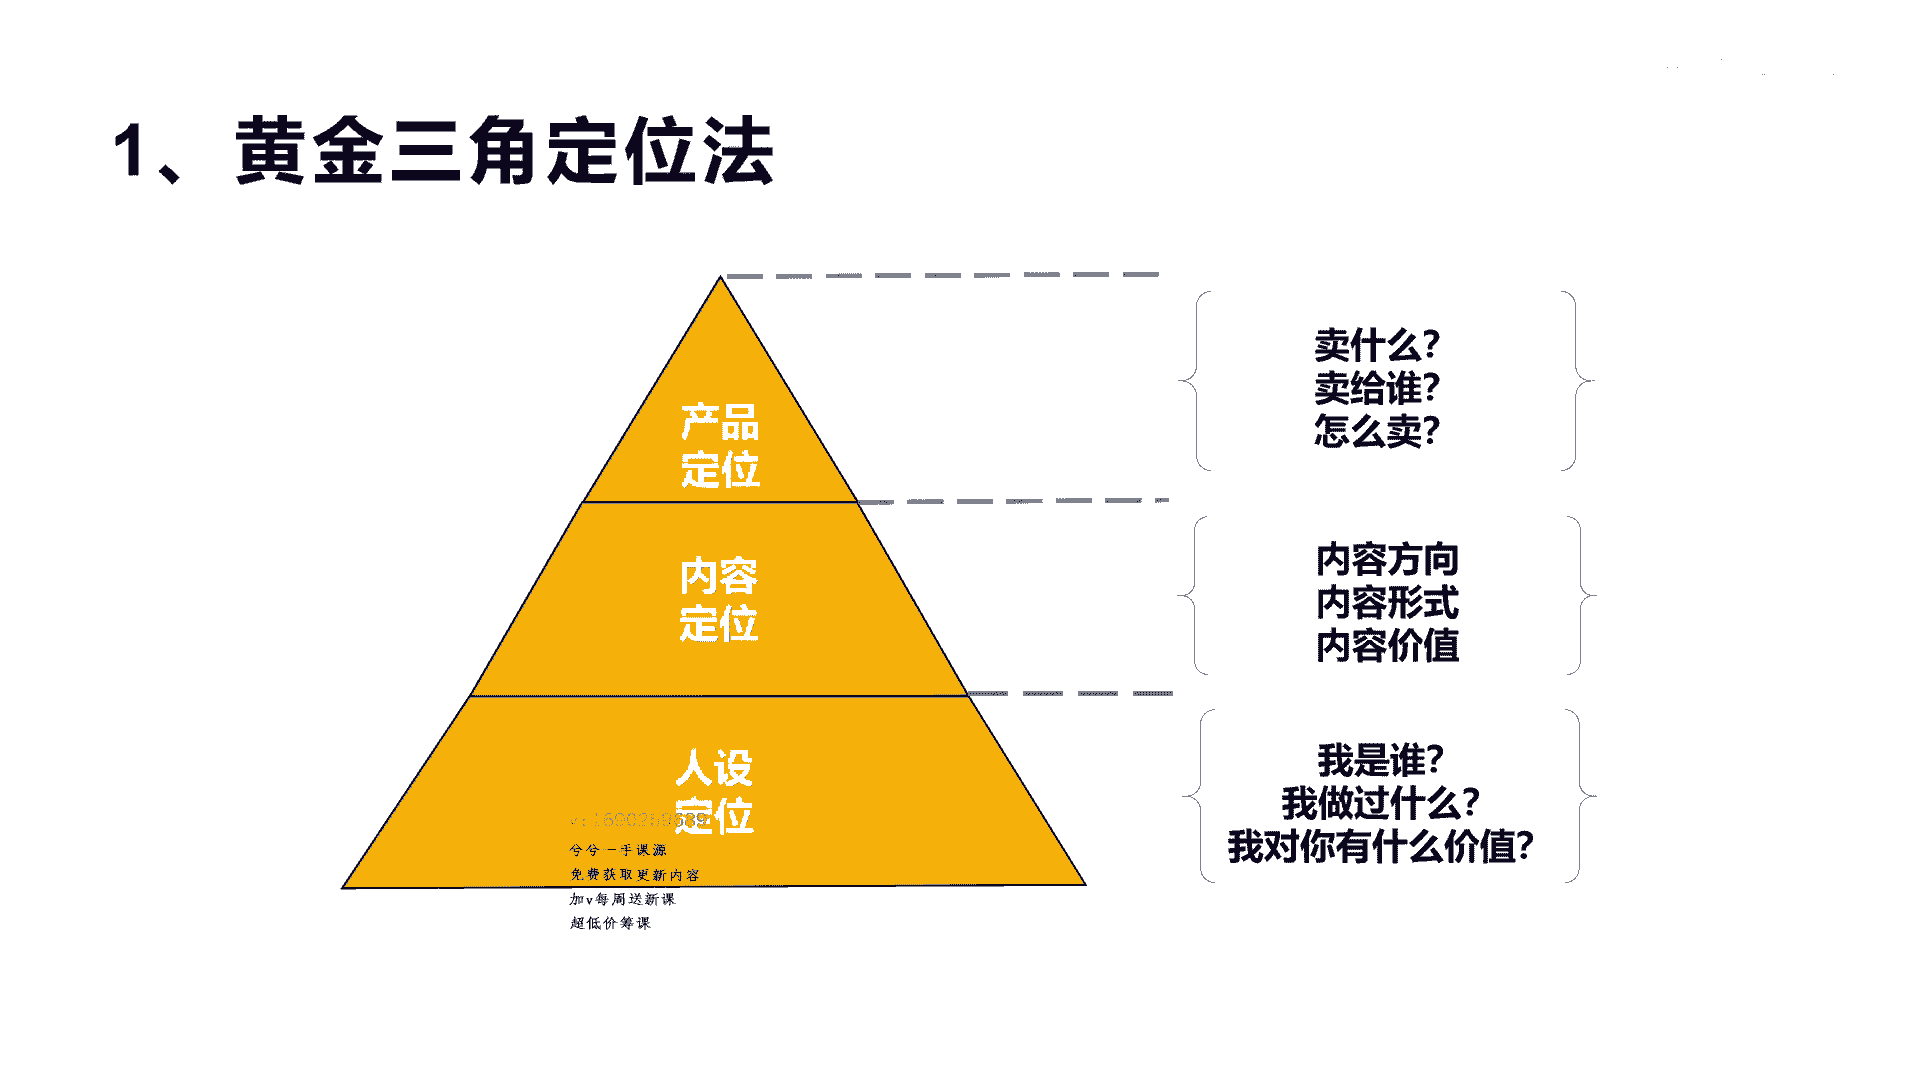 1、黄金三角定位法
产品
定位
卖什么？
卖给谁？
怎么卖？
内容
定位
内容方向
内容形式
内容价值
人设
定位
我是谁？
我做过什么？
我对你有什么价值？
兮兮一手课源
免费获取更新内容
加v每周送新课
超低价筹课